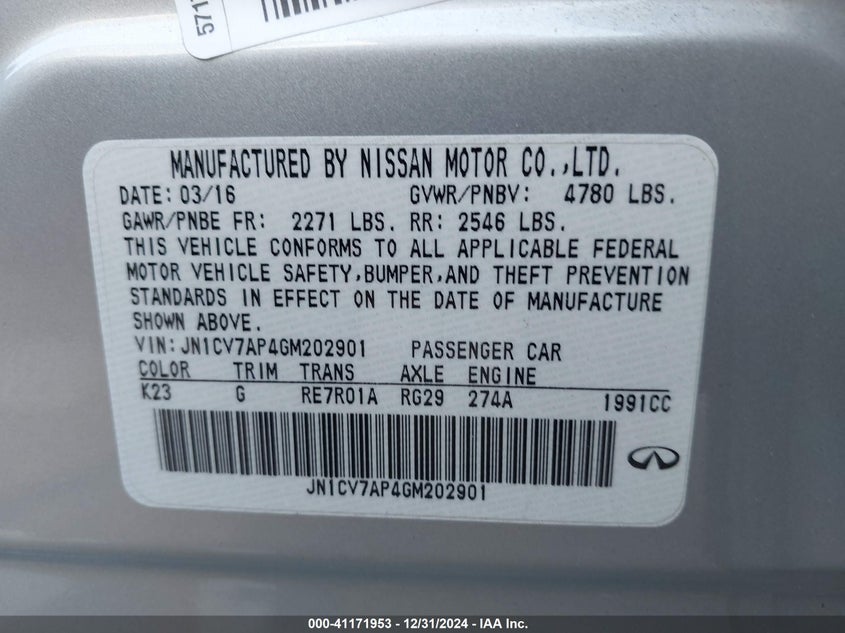 571
MANUFACTURED BY NISSAN MOTOR CO.,LTD.
DATE: 03/16 GVWR/PNBV: 4780 LBS.
GAWR/PNBE FR: 2271 LBS. RR: 2546 LBS.
THIS VEHICLE CONFORMS TO ALL APPLICABLE FEDERAL
MOTOR VEHICLE SAFETY,BUMPER,AND THEFT PREVENTION
STANDARDS IN EFFECT ON THE DATE OF MANUFACTURE
SHOWN ABOVE.
VIN: JN1CV7AP4GM202901 PASSENGER CAR
COLOR TRIM TRANS AXLE ENGINE
K23 G RE7R01A RG29 274A 1991CC
JN1CV7AP4GM202901
000-41171953 - 12/31/2024 - IAA Inc.